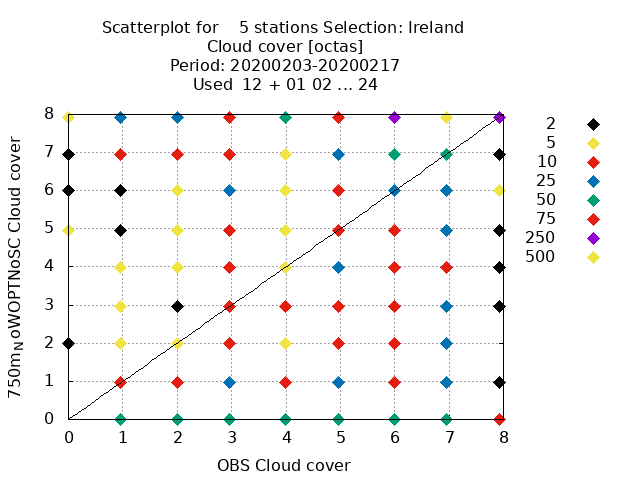 Scatterplot for    5 stations Selection: Ireland
Cloud cover [octas]
Period: 20200203-20200217
Used  12 + 01 02 ... 24
8
7
6
5
4
3
2
1
0
750m_NoWOPTNoSC Cloud cover
0 1 2 3 4 5 6 7 8
OBS Cloud cover
2
5
10
25
50
75
250
500